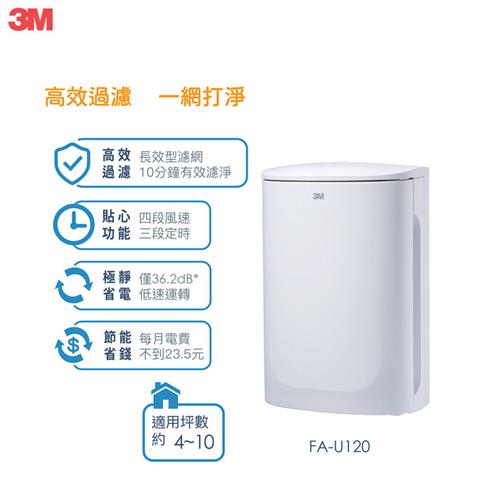 3M
高效過濾 一網打淨
高效
過濾
長效型濾網
10分鐘有效濾淨
貼心
功能
四段風速
三段定時
極靜
省電
僅36.2dB*
低速運轉
節能
省錢
每月電費
不到23.5元
適用坪數
約 4~10
3M
FA-U120